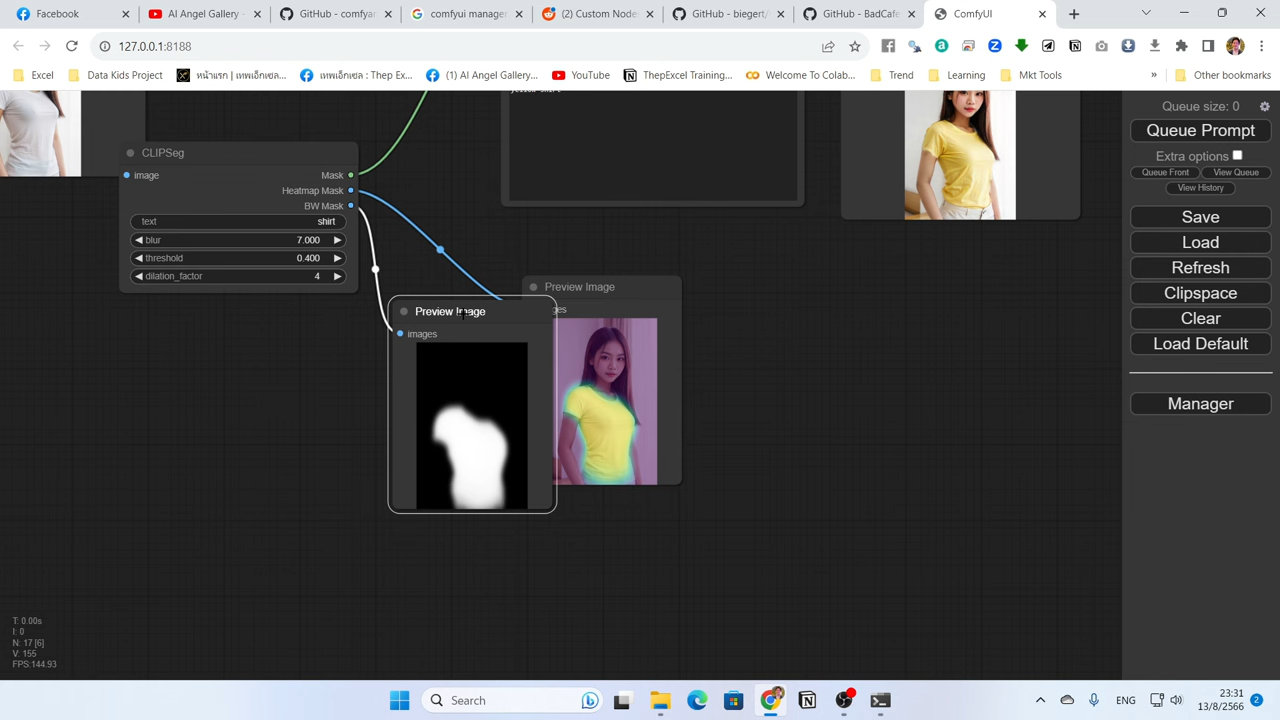 Facebook
AI Angel Gallery -
GitHub - comfyan
comfyui manager
(2) Custom Node
GitHub - biegert/
GitHub - BadCafe
ComfyUI
127.0.0.1:8188
Excel
Data Kids Project
หน้าแรก | เทพเอ็กเซล...
เทพเอ็กเซล : Thep Ex...
(1) AI Angel Gallery...
YouTube
ThepExcel Training...
Welcome To Colab...
Trend
Learning
Mkt Tools
»
Other bookmarks
Queue size: 0
Queue Prompt
Extra options
Queue Front
View Queue
View History
Save
Load
Refresh
Clipspace
Clear
Load Default
Manager
CLIPSeg
image
Mask
Heatmap Mask
BW Mask
text shirt
blur 7.000
threshold 0.400
dilation_factor 4
Preview Image
ges
Preview Image
images
T: 0.00s
I: 0
N: 17 [6]
V: 155
FPS:144.93
Search
ENG
23:31
13/8/2566
2